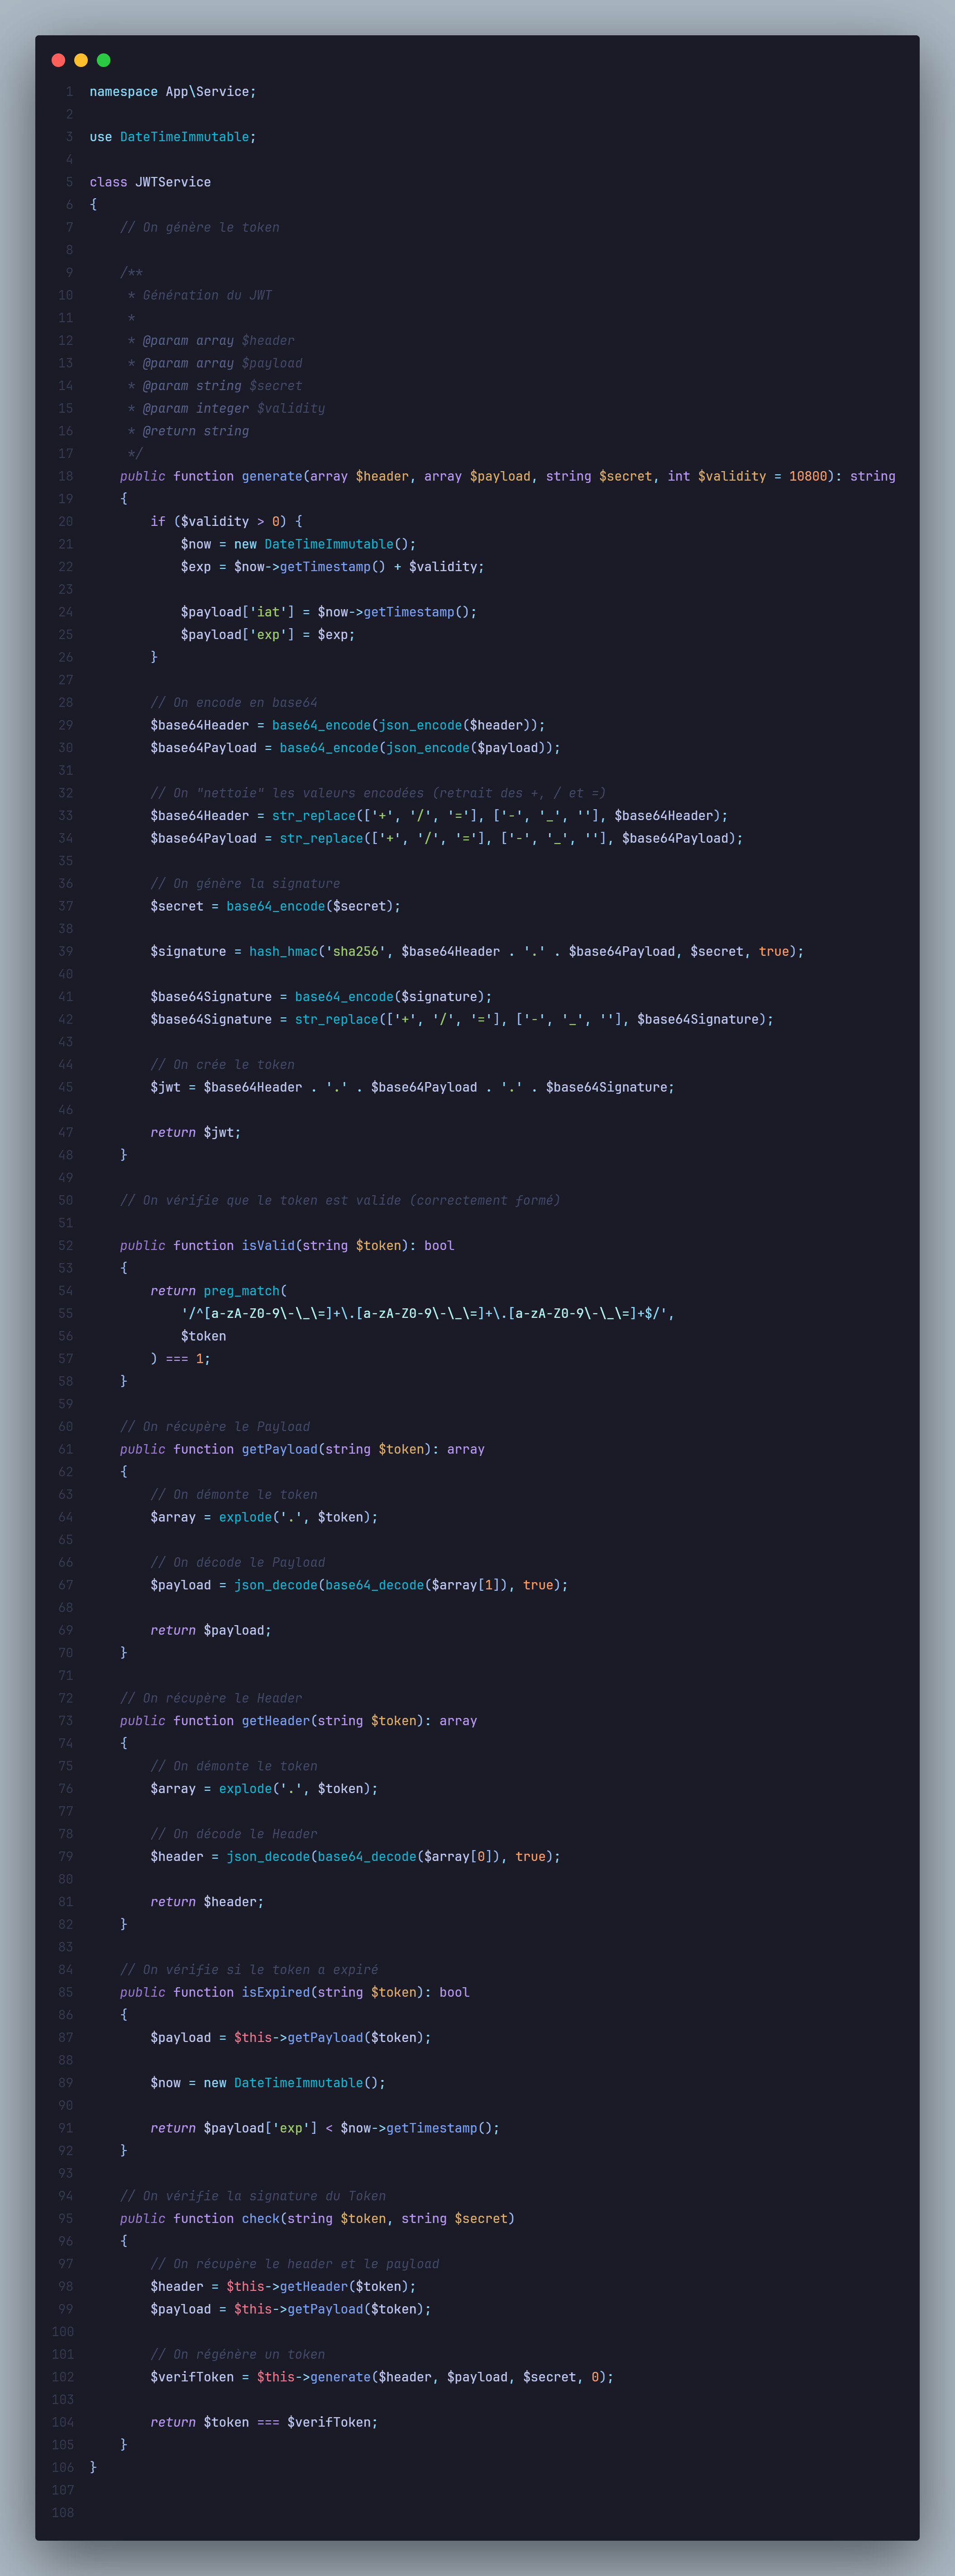 1 namespace App\Service;
2
3 use DateTimeImmutable;
4
5 class JWTService
6 {
7     // On génère le token
8
9     /**
10      * Génération du JWT
11      *
12      * @param array $header
13      * @param array $payload
14      * @param string $secret
15      * @param integer $validity
16      * @return string
17      */
18     public function generate(array $header, array $payload, string $secret, int $validity = 10800): string
19     {
20         if ($validity > 0) {
21             $now = new DateTimeImmutable();
22             $exp = $now->getTimestamp() + $validity;
23
24             $payload['iat'] = $now->getTimestamp();
25             $payload['exp'] = $exp;
26         }
27
28         // On encode en base64
29         $base64Header = base64_encode(json_encode($header));
30         $base64Payload = base64_encode(json_encode($payload));
31
32         // On "nettoie" les valeurs encodées (retrait des +, / et =)
33         $base64Header = str_replace(['+', '/', '='], ['-', '_', ''], $base64Header);
34         $base64Payload = str_replace(['+', '/', '='], ['-', '_', ''], $base64Payload);
35
36         // On génère la signature
37         $secret = base64_encode($secret);
38
39         $signature = hash_hmac('sha256', $base64Header . '.' . $base64Payload, $secret, true);
40
41         $base64Signature = base64_encode($signature);
42         $base64Signature = str_replace(['+', '/', '='], ['-', '_', ''], $base64Signature);
43
44         // On crée le token
45         $jwt = $base64Header . '.' . $base64Payload . '.' . $base64Signature;
46
47         return $jwt;
48     }
49
50     // On vérifie que le token est valide (correctement formé)
51
52     public function isValid(string $token): bool
53     {
54         return preg_match(
55             '/^[a-zA-Z0-9\-\_\=]+\.[a-zA-Z0-9\-\_\=]+\.[a-zA-Z0-9\-\_\=]+$/',
56             $token
57         ) === 1;
58     }
59
60     // On récupère le Payload
61     public function getPayload(string $token): array
62     {
63         // On démonte le token
64         $array = explode('.', $token);
65
66         // On décode le Payload
67         $payload = json_decode(base64_decode($array[1]), true);
68
69         return $payload;
70     }
71
72     // On récupère le Header
73     public function getHeader(string $token): array
74     {
75         // On démonte le token
76         $array = explode('.', $token);
77
78         // On décode le Header
79         $header = json_decode(base64_decode($array[0]), true);
80
81         return $header;
82     }
83
84     // On vérifie si le token a expiré
85     public function isExpired(string $token): bool
86     {
87         $payload = $this->getPayload($token);
88
89         $now = new DateTimeImmutable();
90
91         return $payload['exp'] < $now->getTimestamp();
92     }
93
94     // On vérifie la signature du Token
95     public function check(string $token, string $secret)
96     {
97         // On récupère le header et le payload
98         $header = $this->getHeader($token);
99         $payload = $this->getPayload($token);
100
101         // On régénère un token
102         $verifToken = $this->generate($header, $payload, $secret, 0);
103
104         return $token === $verifToken;
105     }
106 }
107
108